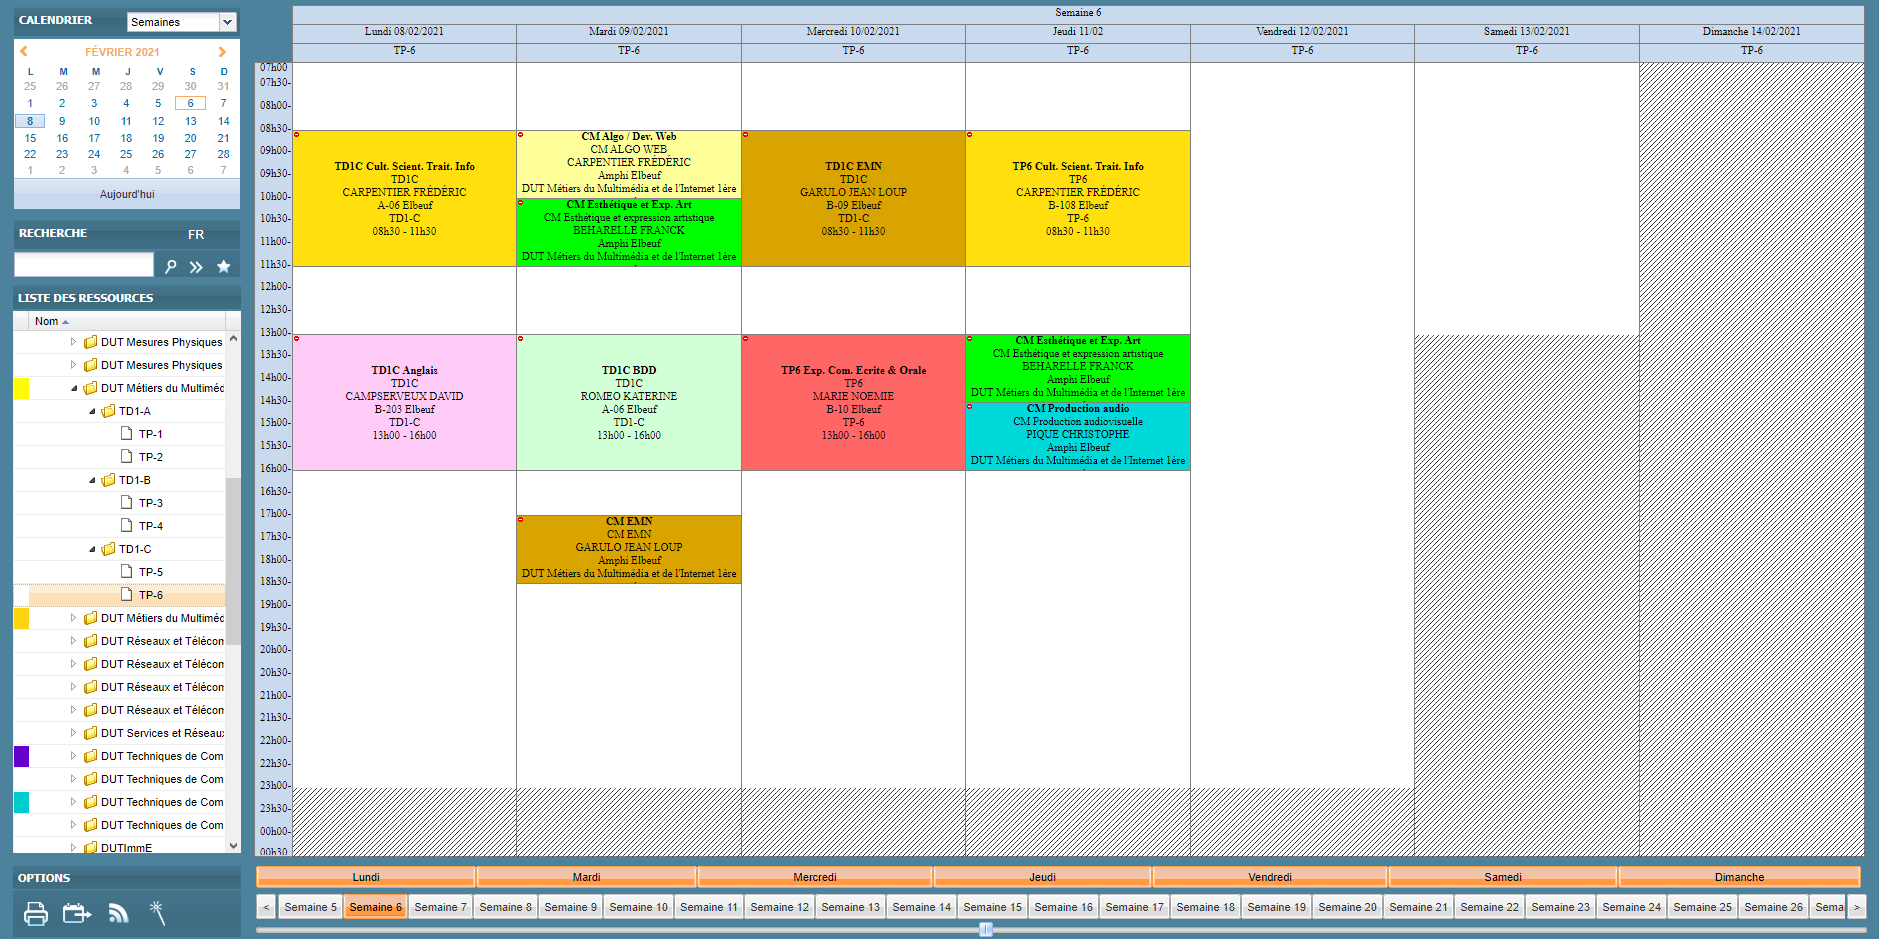 CALENDRIER
Semaines
FÉVRIER 2021
L M M J V S D
25 26 27 28 29 30 31
1 2 3 4 5 6 7
8 9 10 11 12 13 14
15 16 17 18 19 20 21
22 23 24 25 26 27 28
1 2 3 4 5 6 7
Aujourd'hui
RECHERCHE FR
LISTE DES RESSOURCES
Nom
DUT Mesures Physiques
DUT Mesures Physiques
DUT Métiers du Multiméd
TD1-A
TP-1
TP-2
TD1-B
TP-3
TP-4
TD1-C
TP-5
TP-6
DUT Métiers du Multiméd
DUT Réseaux et Télécom
DUT Réseaux et Télécom
DUT Réseaux et Télécom
DUT Réseaux et Télécom
DUT Services et Réseaux
DUT Techniques de Com
DUT Techniques de Com
DUT Techniques de Com
DUT Techniques de Com
DUTImmE
OPTIONS
Semaine 6
Lundi 08/02/2021 Mardi 09/02/2021 Mercredi 10/02/2021 Jeudi 11/02 Vendredi 12/02/2021 Samedi 13/02/2021 Dimanche 14/02/2021
TP-6 TP-6 TP-6 TP-6 TP-6 TP-6 TP-6
07h00
07h30-
08h00-
08h30-
09h00-
09h30-
10h00-
10h30-
11h00-
11h30-
12h00-
12h30-
13h00-
13h30-
14h00-
14h30-
15h00-
15h30-
16h00-
16h30-
17h00-
17h30-
18h00-
18h30-
19h00-
19h30-
20h00-
20h30-
21h00-
21h30-
22h00-
22h30-
23h00-
23h30-
00h00-
00h30
TD1C Cult. Scient. Trait. Info
TD1C
CARPENTIER FRÉDÉRIC
A-06 Elbeuf
TD1-C
08h30 - 11h30
TD1C Anglais
TD1C
CAMPSERVEUX DAVID
B-203 Elbeuf
TD1-C
13h00 - 16h00
CM Algo / Dev. Web
CM ALGO WEB
CARPENTIER FRÉDÉRIC
Amphi Elbeuf
DUT Métiers du Multimédia et de l'Internet 1ère
CM Esthétique et Exp. Art
CM Esthétique et expression artistique
BEHARELLE FRANCK
Amphi Elbeuf
DUT Métiers du Multimédia et de l'Internet 1ère
TD1C BDD
TD1C
ROMEO KATERINE
A-06 Elbeuf
TD1-C
13h00 - 16h00
CM EMN
CM EMN
GARULO JEAN LOUP
Amphi Elbeuf
DUT Métiers du Multimédia et de l'Internet 1ère
TD1C EMN
TD1C
GARULO JEAN LOUP
B-09 Elbeuf
TD1-C
08h30 - 11h30
TP6 Exp. Com. Ecrite & Orale
TP6
MARIE NOEMIE
B-10 Elbeuf
TP-6
13h00 - 16h00
TP6 Cult. Scient. Trait. Info
TP6
CARPENTIER FRÉDÉRIC
B-108 Elbeuf
TP-6
08h30 - 11h30
CM Esthétique et Exp. Art
CM Esthétique et expression artistique
BEHARELLE FRANCK
Amphi Elbeuf
DUT Métiers du Multimédia et de l'Internet 1ère
CM Production audio
CM Production audiovisuelle
PIQUE CHRISTOPHE
Amphi Elbeuf
DUT Métiers du Multimédia et de l'Internet 1ère
Lundi Mardi Mercredi Jeudi Vendredi Samedi Dimanche
< Semaine 5 Semaine 6 Semaine 7 Semaine 8 Semaine 9 Semaine 10 Semaine 11 Semaine 12 Semaine 13 Semaine 14 Semaine 15 Semaine 16 Semaine 17 Semaine 18 Semaine 19 Semaine 20 Semaine 21 Semaine 22 Semaine 23 Semaine 24 Semaine 25 Semaine 26 Sema >